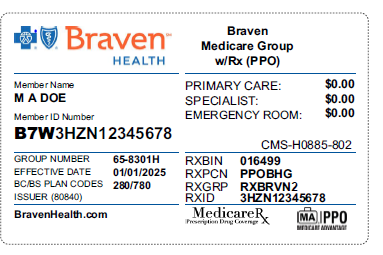 Braven™
HEALTH
Braven
Medicare Group
w/Rx (PPO)
Member Name
M A DOE
Member ID Number
B7W3HZN12345678
PRIMARY CARE: $0.00
SPECIALIST: $0.00
EMERGENCY ROOM: $0.00
CMS-H0885-802
GROUP NUMBER 65-8301H
EFFECTIVE DATE 01/01/2025
BC/BS PLAN CODES 280/780
ISSUER (80840)
BravenHealth.com
RXBIN 016499
RXPCN PPOBHG
RXGRP RXBRVN2
RXID 3HZN12345678
MedicareRx
Prescription Drug Coverage
MA PPO
MEDICARE ADVANTAGE